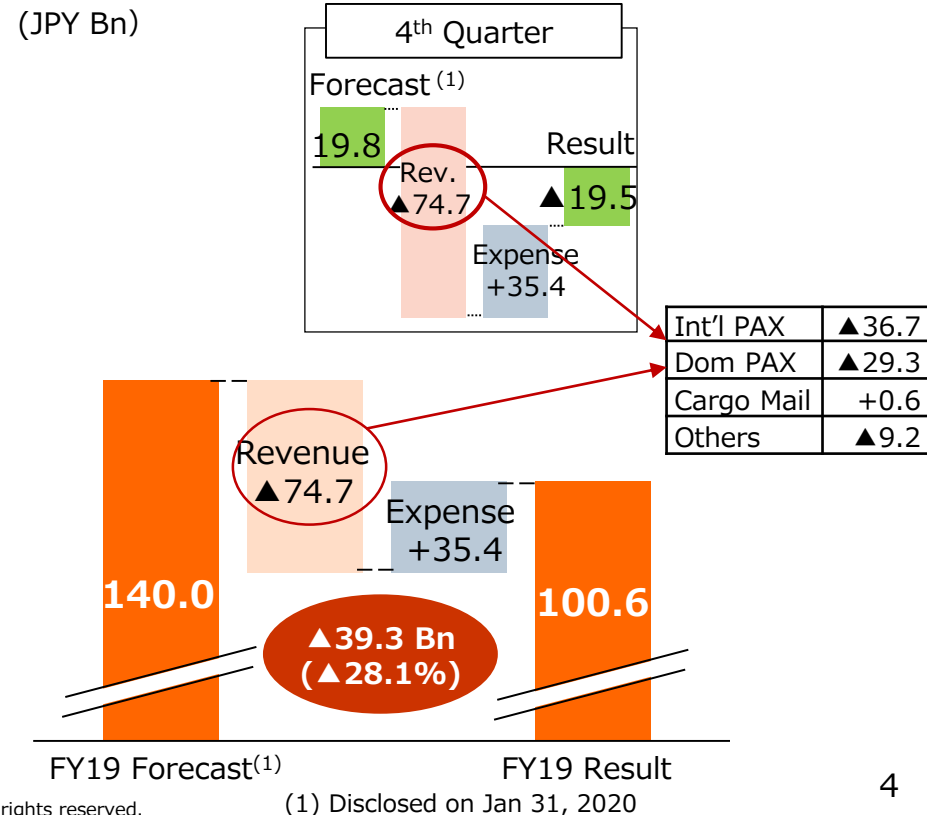 (JPY Bn)
4th Quarter
Forecast (1)
19.8
Result
Rev.
▲74.7
▲19.5
Expense
+35.4
Int'l PAX ▲36.7
Dom PAX ▲29.3
Cargo Mail +0.6
Others ▲9.2
Revenue
▲74.7
Expense
+35.4
140.0
100.6
▲39.3 Bn
(▲28.1%)
FY19 Forecast(1)
FY19 Result
rights reserved.
(1) Disclosed on Jan 31, 2020
4